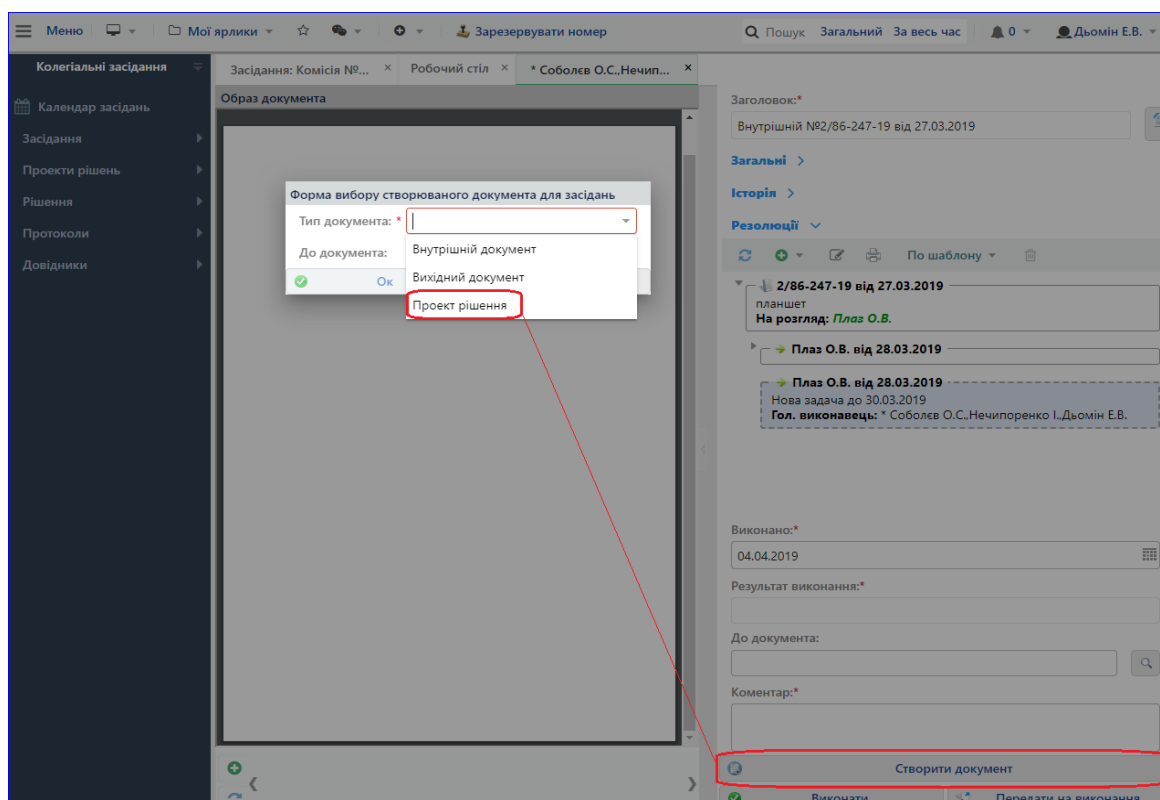 Меню
Мої ярлики
Зарезервувати номер
Пошук Загальний За весь час
0
Дьомін Е.В.
Колегіальні засідання
Календар засідань
Засідання
Проекти рішень
Рішення
Протоколи
Довідники
Засідання: Комісія №... ×
Робочий стіл ×
* Соболєв О.С.,Нечип... ×
Образ документа
Форма вибору створюваного документа для засідань
Тип документа: *
До документа:
Внутрішній документ
Вихідний документ
Проект рішення
Ок
Заголовок:*
Внутрішній №2/86-247-19 від 27.03.2019
Загальні >
Історія >
Резолюції
По шаблону
2/86-247-19 від 27.03.2019
планшет
На розгляд: Плаз О.В.
Плаз О.В. від 28.03.2019
Плаз О.В. від 28.03.2019
Нова задача до 30.03.2019
Гол. виконавець: * Соболєв О.С.,Нечипоренко І.,Дьомін Е.В.
Виконано:*
04.04.2019
Результат виконання:*
До документа:
Коментар:*
Створити документ
Виконати
Передати на виконання